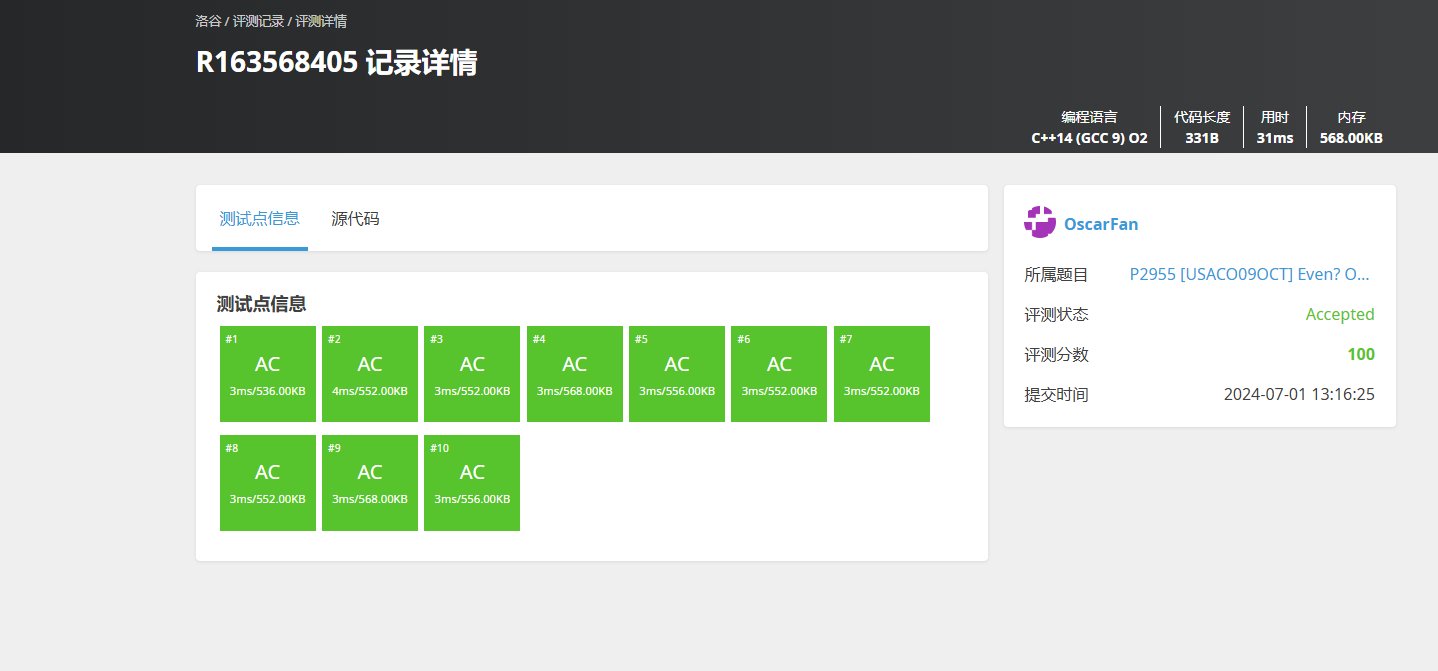 洛谷 / 评测记录 / 评测详情
R163568405 记录详情
编程语言 代码长度 用时 内存
C++14 (GCC 9) O2 331B 31ms 568.00KB
测试点信息 源代码
测试点信息
#1 #2 #3 #4 #5 #6 #7
AC AC AC AC AC AC AC
3ms/536.00KB 4ms/552.00KB 3ms/552.00KB 3ms/568.00KB 3ms/556.00KB 3ms/552.00KB 3ms/552.00KB
#8 #9 #10
AC AC AC
3ms/552.00KB 3ms/568.00KB 3ms/556.00KB
OscarFan
所属题目 P2955 [USACO09OCT] Even? O...
评测状态 Accepted
评测分数 100
提交时间 2024-07-01 13:16:25